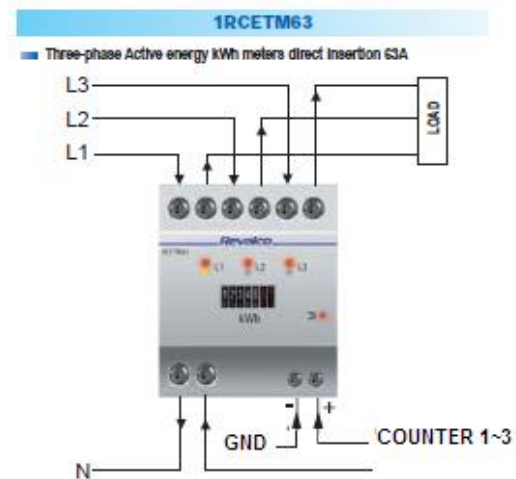 1RCETM63
Three-phase Active energy kWh meters direct insertion 63A
L3
L2
L1
LOAD
Revalco
L1 L2 L3
kWh
- +
GND
'COUNTER 1~3
N